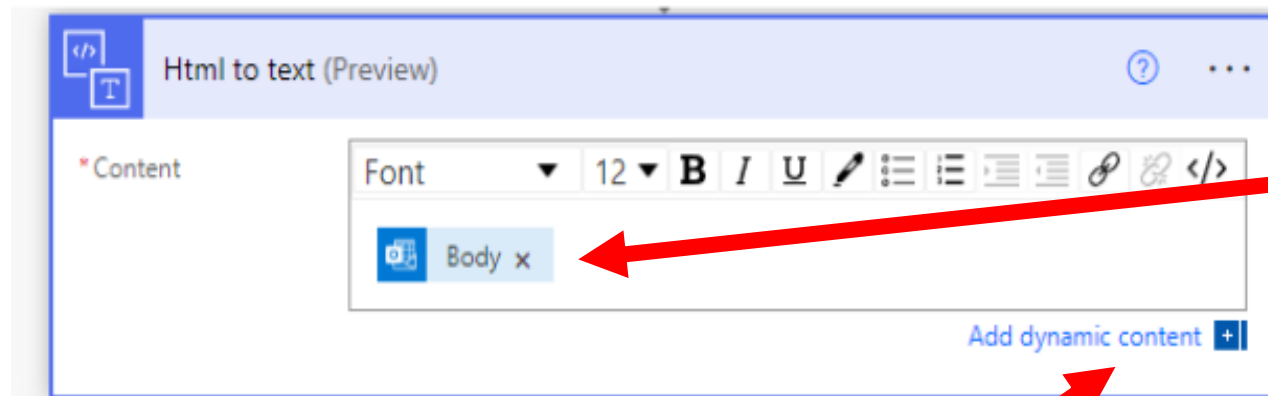 Html to text (Preview)
* Content
Font 12 B I U </>
Body x
Add dynamic content +